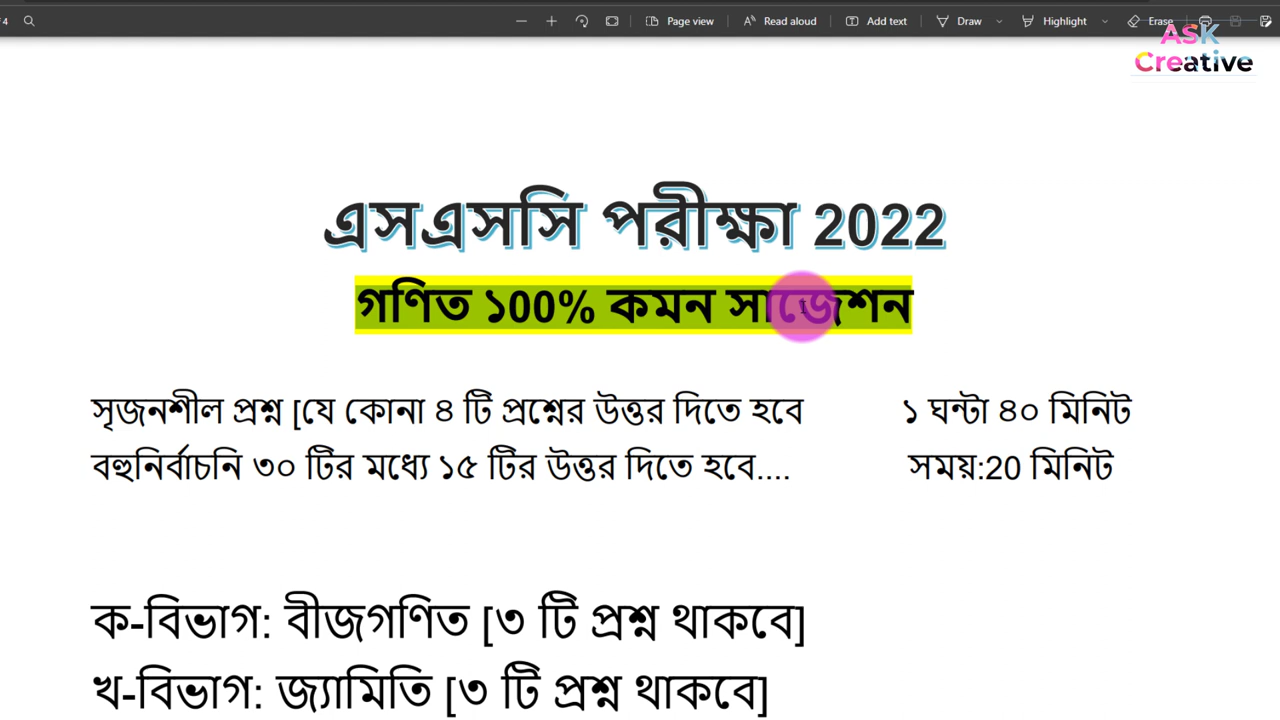 4
Page view
Read aloud
Add text
Draw
Highlight
Erase
ASK
Creative
এসএসসি পরীক্ষা 2022
গণিত ১00% কমন সাজেশন
সৃজনশীল প্রশ্ন [যে কোনা ৪ টি প্রশ্নের উত্তর দিতে হবে ১ ঘন্টা ৪০ মিনিট
বহুনির্বাচনি ৩০ টির মধ্যে ১৫ টির উত্তর দিতে হবে.... সময়:20 মিনিট
ক-বিভাগ: বীজগণিত [৩ টি প্রশ্ন থাকবে]
খ-বিভাগ: জ্যামিতি [৩ টি প্রশ্ন থাকবে]